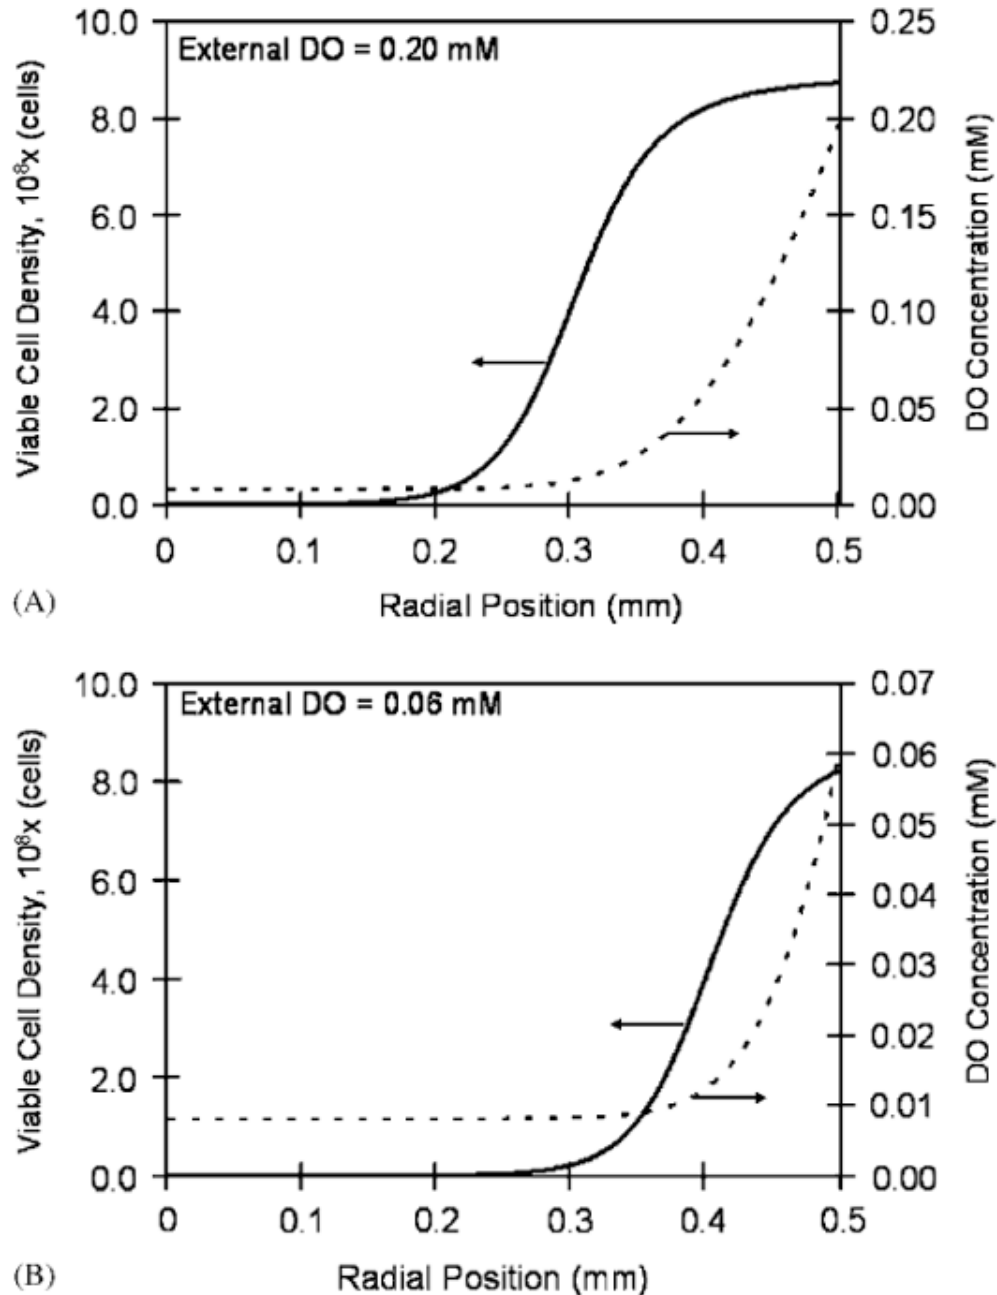 External DO = 0.20 mM
Viable Cell Density, 10⁸x (cells)
10.0
8.0
6.0
4.0
2.0
0.0
0.25
0.20
0.15
0.10
0.05
0.00
DO Concentration (mM)
0 0.1 0.2 0.3 0.4 0.5
Radial Position (mm)
(A)
External DO = 0.06 mM
Viable Cell Density, 10⁸x (cells)
10.0
8.0
6.0
4.0
2.0
0.0
0.07
0.06
0.05
0.04
0.03
0.02
0.01
0.00
DO Concentration (mM)
0 0.1 0.2 0.3 0.4 0.5
Radial Position (mm)
(B)